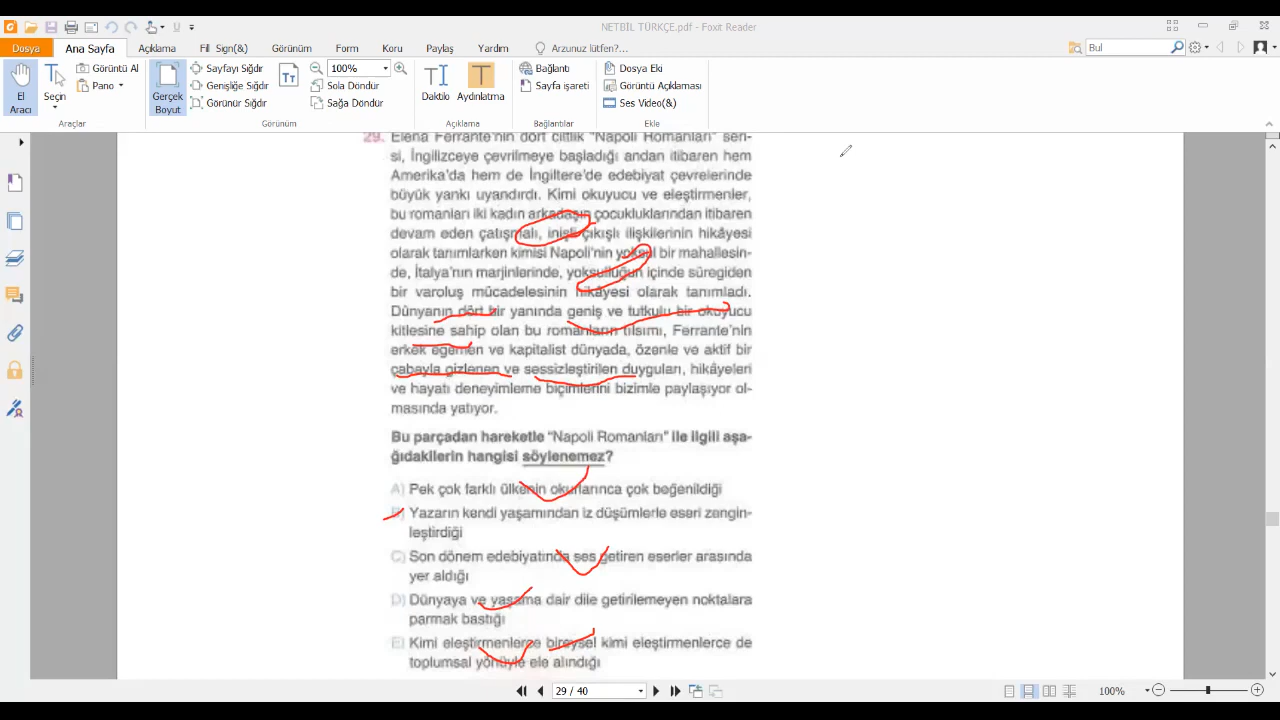 NETBİL TÜRKÇE.pdf - Foxit Reader
Dosya Ana Sayfa Açıklama Fil Sign(&) Görünüm Form Koru Paylaş Yardım Arzunuz lütfen?... Bul
El Aracı
Seçin
Görüntü Al
Pano
Araçlar
Gerçek Boyut
Sayfayı Sığdır
Genişliğe Sığdır
Görünür Sığdır
100%
Sola Döndür
Sağa Döndür
Görünüm
Daktilo
Aydınlatma
Açıklama
Bağlantı
Sayfa işareti
Bağlantılar
Dosya Eki
Görüntü Açıklaması
Ses Video(&)
Ekle
29. Elena Ferrante'nin dört ciltlik "Napoli Romanları" seri-
si, İngilizceye çevrilmeye başladığı andan itibaren hem
Amerika'da hem de İngiltere'de edebiyat çevrelerinde
büyük yankı uyandırdı. Kimi okuyucu ve eleştirmenler,
bu romanları iki kadın arkadaşın çocukluklarından itibaren
devam eden çatışmalı, inişli çıkışlı ilişkilerinin hikâyesi
olarak tanımlarken kimisi Napoli'nin yoksul bir mahallesin-
de, İtalya'nın marjinlerinde, yoksulluğun içinde süregiden
bir varoluş mücadelesinin hikâyesi olarak tanımladı.
Dünyanın dört bir yanında geniş ve tutkulu bir okuyucu
kitlesine sahip olan bu romanların tılsımı, Ferrante'nin
erkek egemen ve kapitalist dünyada, özenle ve aktif bir
çabayla gizlenen ve sessizleştirilen duyguları, hikâyeleri
ve hayatı deneyimleme biçimlerini bizimle paylaşıyor ol-
masında yatıyor.
Bu parçadan hareketle "Napoli Romanları" ile ilgili aşa-
ğıdakilerin hangisi söylenemez?
A) Pek çok farklı ülkenin okurlarınca çok beğenildiği
B) Yazarın kendi yaşamından iz düşümlerle eseri zengin-
leştirdiği
C) Son dönem edebiyatında ses getiren eserler arasında
yer aldığı
D) Dünyaya ve yaşama dair dile getirilemeyen noktalara
parmak bastığı
E) Kimi eleştirmenlerce bireysel kimi eleştirmenlerce de
toplumsal yönüyle ele alındığı
29 / 40 100%